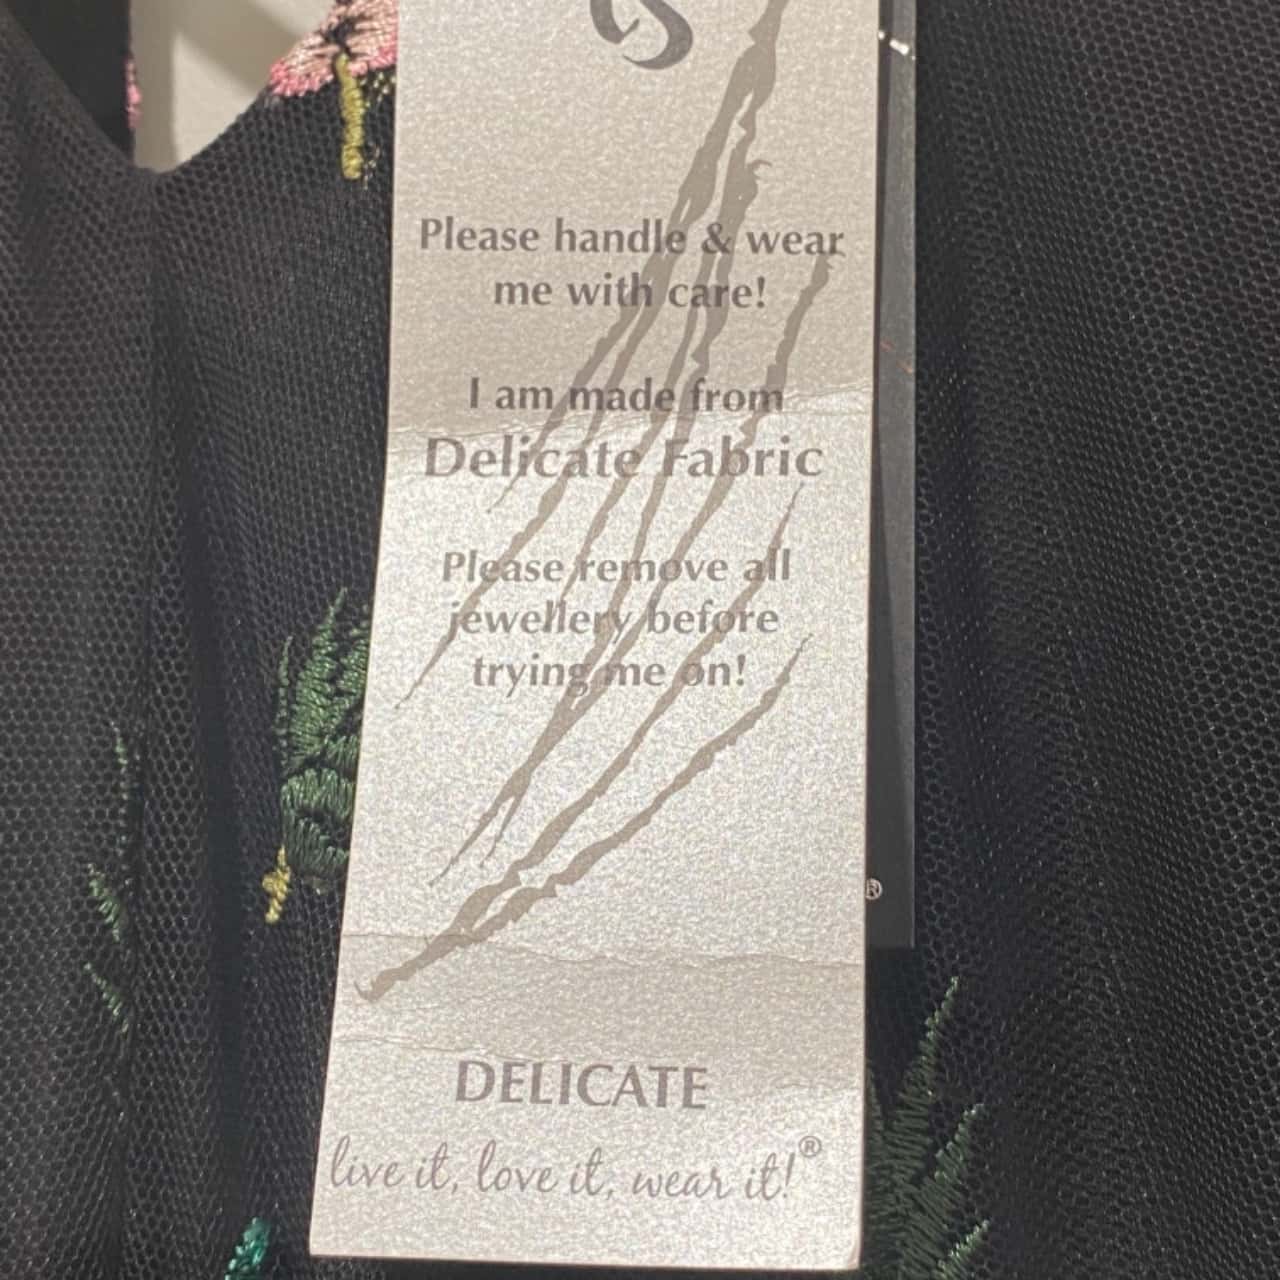 Please handle & wear
me with care!
I am made from
Delicate Fabric
Please remove all
jewellery before
trying me on!
®
DELICATE
live it, love it, wear it!®